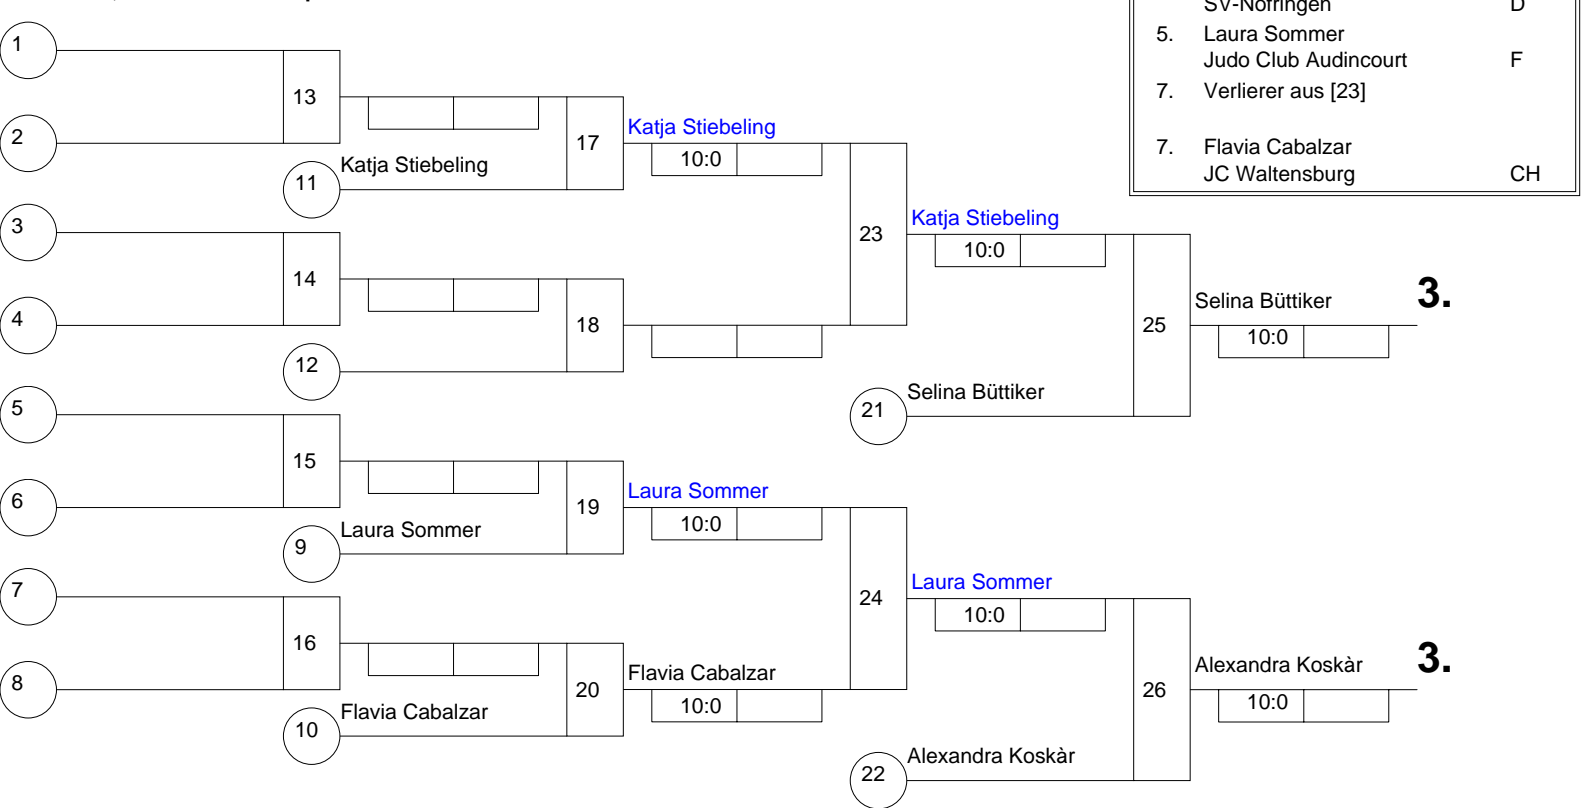 SV-Nöfringen D
5. Laura Sommer
Judo Club Audincourt F
7. Verlierer aus [23]
7. Flavia Cabalzar
JC Waltensburg CH
1
13
2
Katja Stiebeling
17
10:0
Katja Stiebeling
11
3
Katja Stiebeling
23
10:0
14
3.
Selina Büttiker
4
18
25
10:0
12
Selina Büttiker
5
21
15
Laura Sommer
6
19
10:0
Laura Sommer
9
7
Laura Sommer
24
10:0
16
3.
Flavia Cabalzar
Alexandra Koskàr
8
20
26
10:0
10:0
Flavia Cabalzar
10
Alexandra Koskàr
22